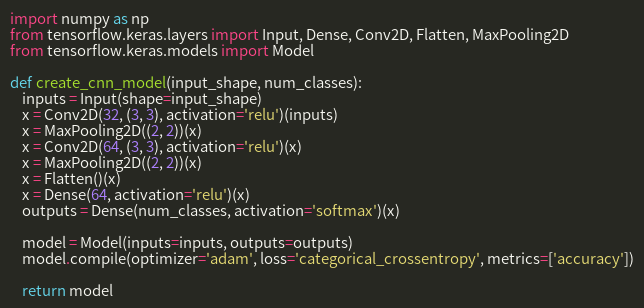 import numpy as np
from tensorflow.keras.layers import Input, Dense, Conv2D, Flatten, MaxPooling2D
from tensorflow.keras.models import Model

def create_cnn_model(input_shape, num_classes):
    inputs = Input(shape=input_shape)
    x = Conv2D(32, (3, 3), activation='relu')(inputs)
    x = MaxPooling2D((2, 2))(x)
    x = Conv2D(64, (3, 3), activation='relu')(x)
    x = MaxPooling2D((2, 2))(x)
    x = Flatten()(x)
    x = Dense(64, activation='relu')(x)
    outputs = Dense(num_classes, activation='softmax')(x)

    model = Model(inputs=inputs, outputs=outputs)
    model.compile(optimizer='adam', loss='categorical_crossentropy', metrics=['accuracy'])

    return model